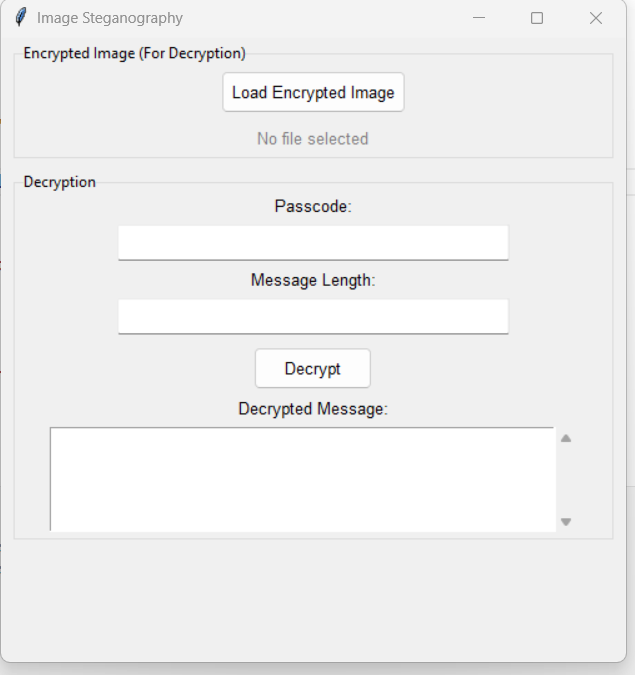 Image Steganography
Encrypted Image (For Decryption)
Load Encrypted Image
No file selected
Decryption
Passcode:
Message Length:
Decrypt
Decrypted Message: